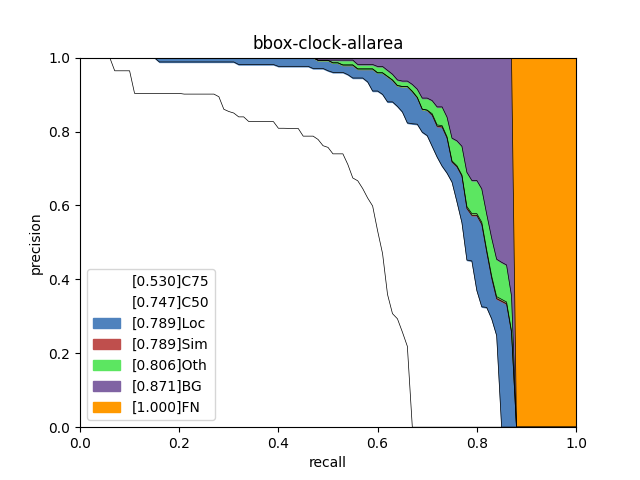 bbox-clock-allarea
1.0
0.8
0.6
0.4
0.2
0.0
precision
[0.530]C75
[0.747]C50
[0.789]Loc
[0.789]Sim
[0.806]Oth
[0.871]BG
[1.000]FN
0.0 0.2 0.4 0.6 0.8 1.0
recall